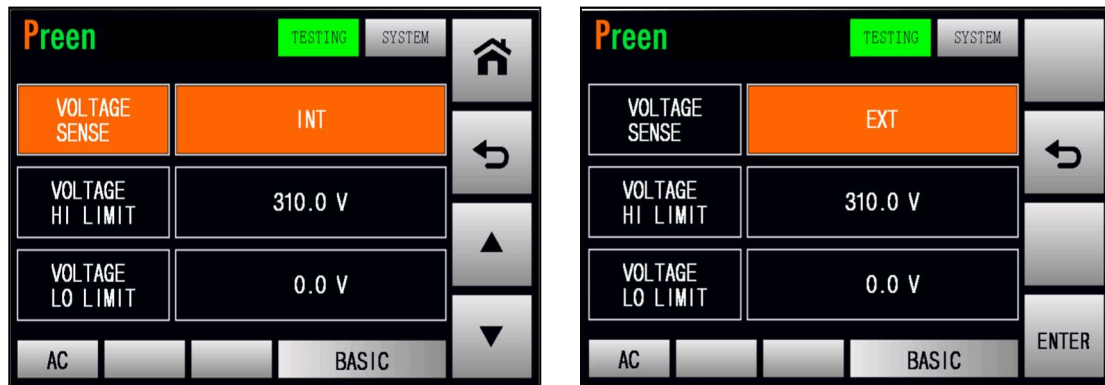 Preen
TESTING
SYSTEM
VOLTAGE
SENSE
INT
VOLTAGE
HI LIMIT
310.0 V
VOLTAGE
LO LIMIT
0.0 V
AC
BASIC
Preen
TESTING
SYSTEM
VOLTAGE
SENSE
EXT
VOLTAGE
HI LIMIT
310.0 V
VOLTAGE
LO LIMIT
0.0 V
AC
BASIC
ENTER